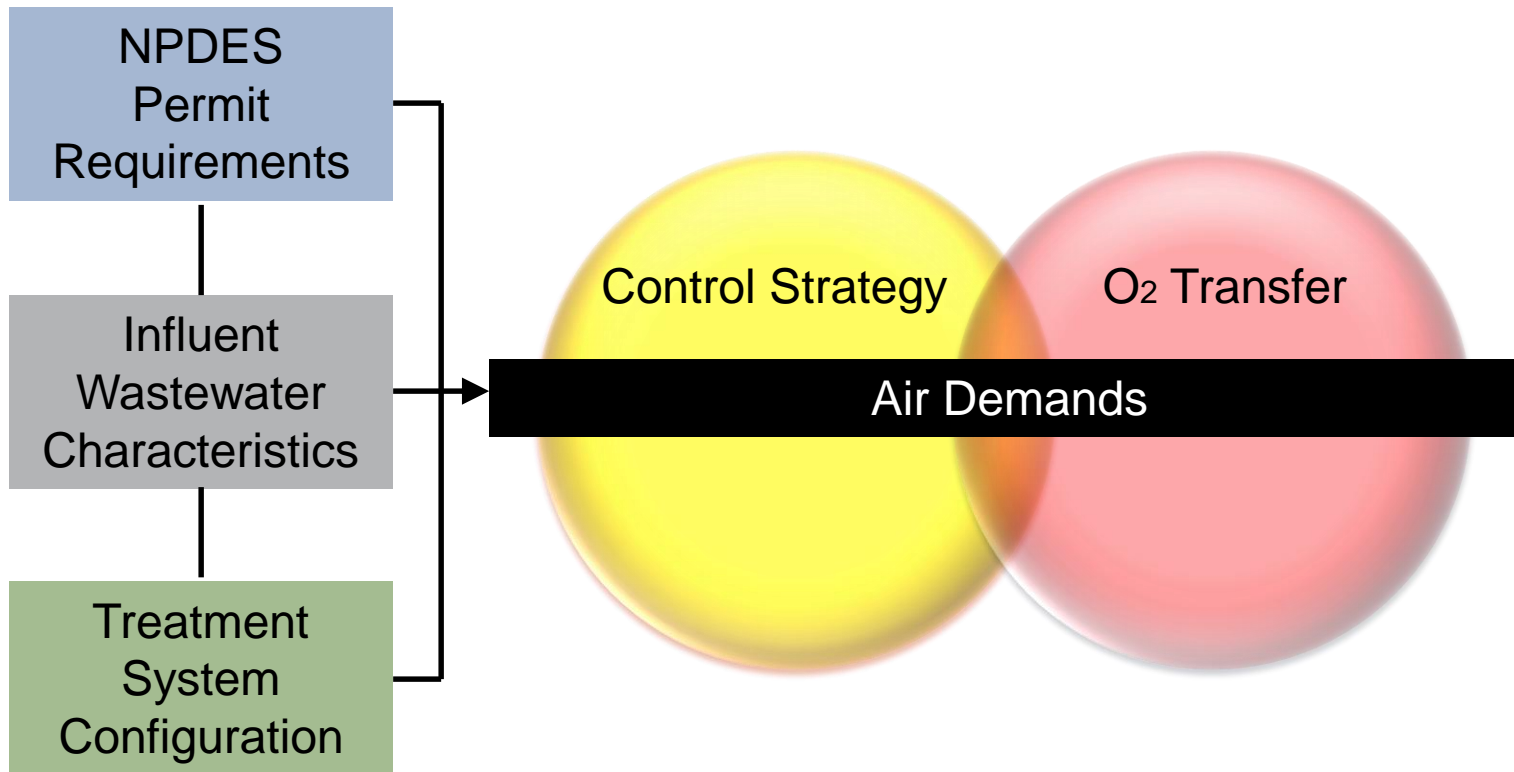 NPDES
Permit
Requirements
Influent
Wastewater
Characteristics
Treatment
System
Configuration
Control Strategy
O2 Transfer
Air Demands